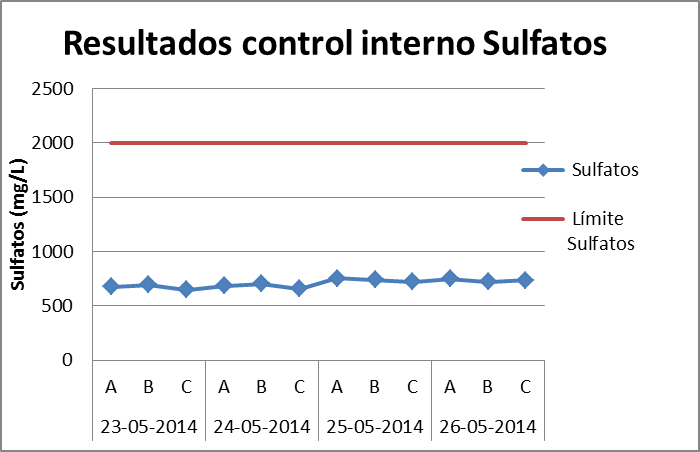 Resultados control interno Sulfatos
Sulfatos (mg/L)
2500
2000
1500
1000
500
0
A B C A B C A B C A B C
23-05-2014 24-05-2014 25-05-2014 26-05-2014
Sulfatos
Límite
Sulfatos